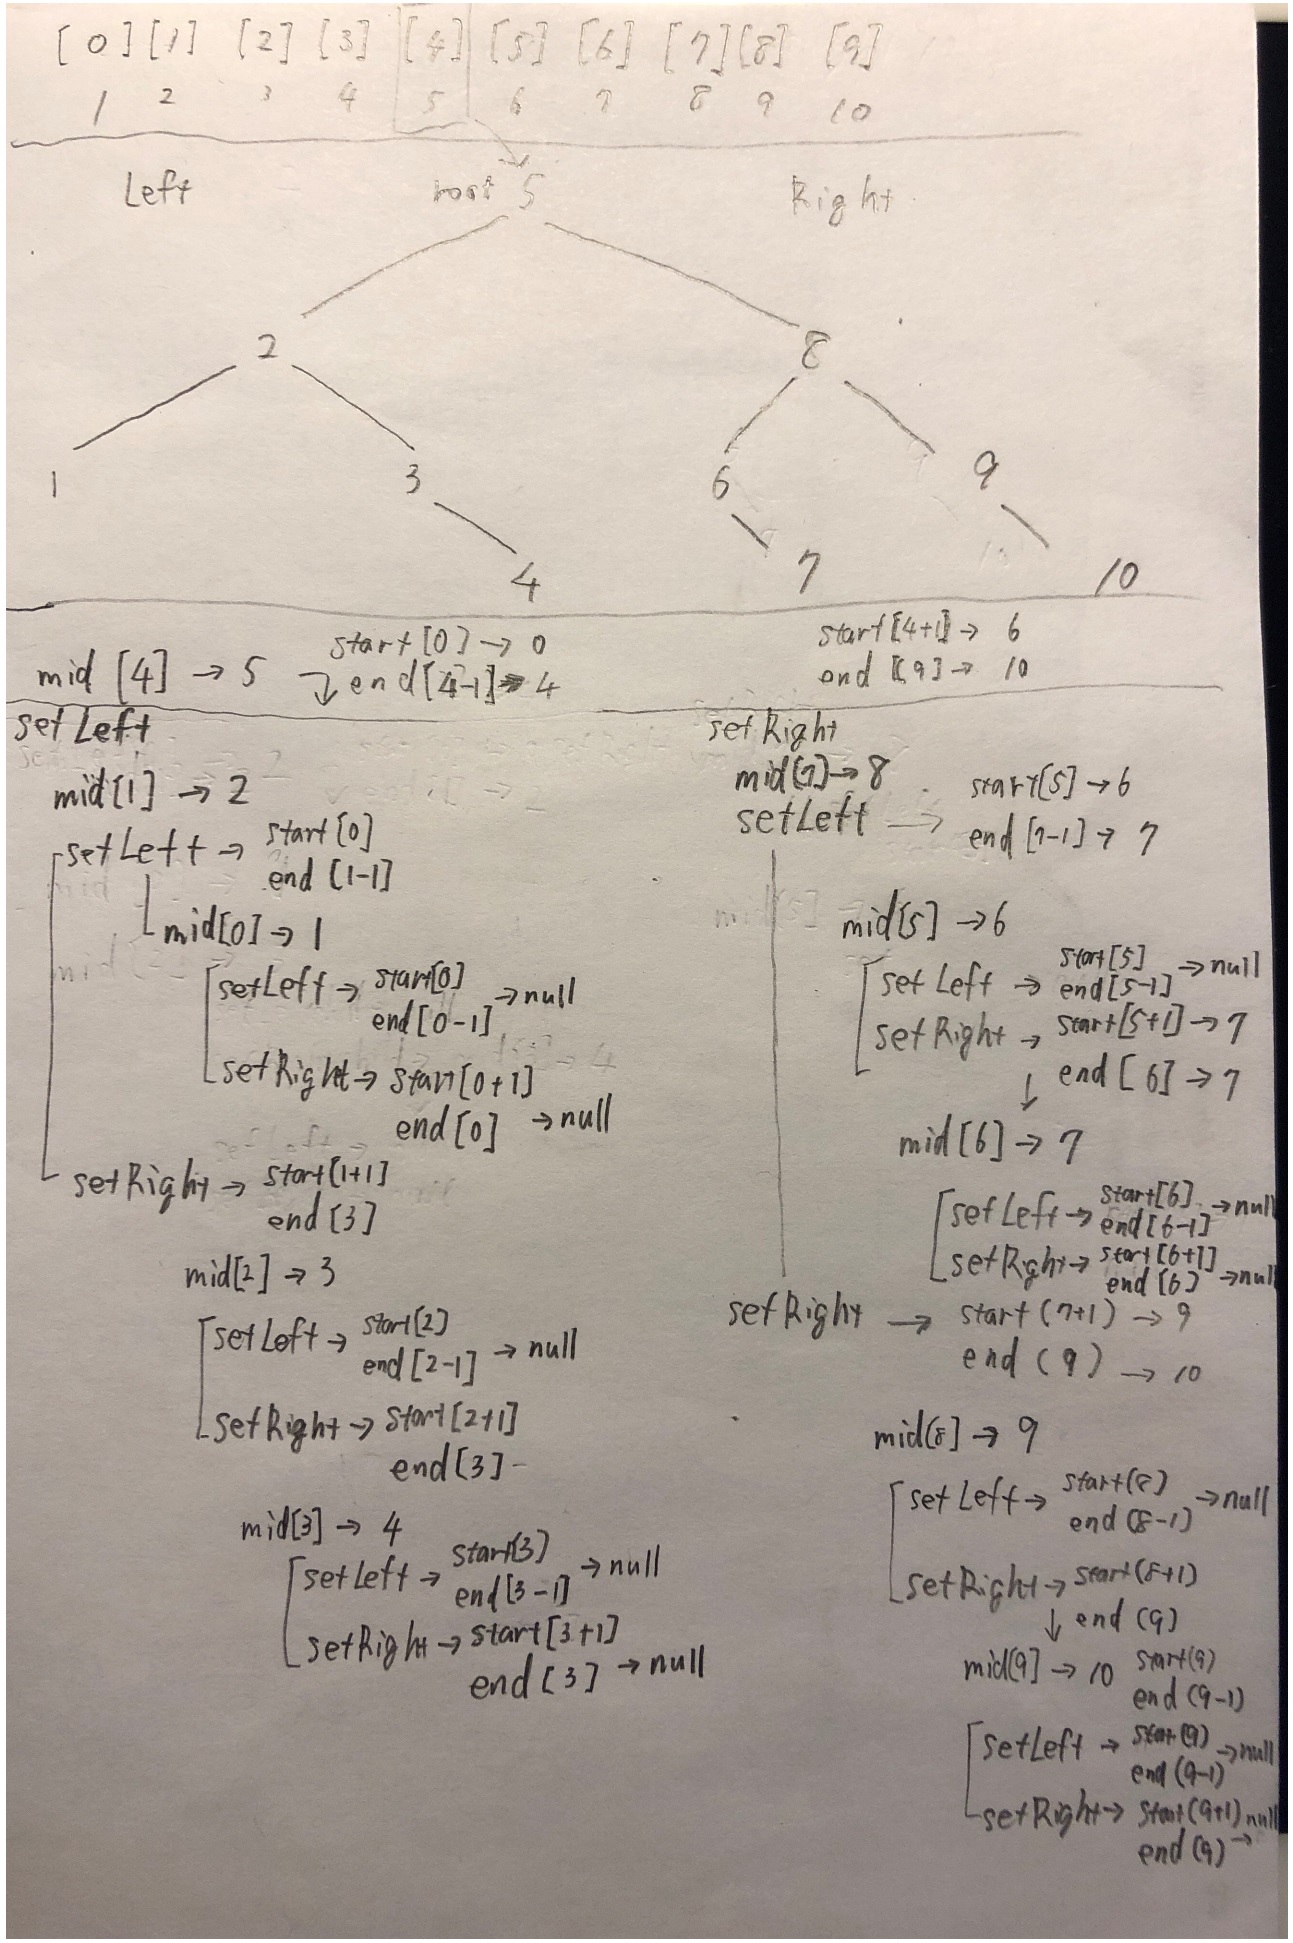 [0] [1] [2] [3] [4] [5] [6] [7] [8] [9]
1 2 3 4 5 6 7 8 9 10
Left root 5 Right
2 8
1 3 6 9
4 7 10
mid [4] → 5
start[0] → 0
end[4-1] → 4
start[4+1] → 6
end [9] → 10
set Left
mid[1] → 2
setLeft → start[0]
end [1-1]
mid[0] → 1
setLeft → start[0]
end[0-1] → null
setRight → start[0+1]
end[0] → null
setRight → start[1+1]
end[3]
mid[2] → 3
setLeft → start[2]
end[2-1] → null
setRight → start[2+1]
end[3]
mid[3] → 4
setLeft → start[3]
end[3-1] → null
setRight → start[3+1]
end[3] → null
setRight
mid[7] → 8
setLeft → start[5] → 6
end [7-1] → 7
mid[5] → 6
setLeft → start[5]
end[5-1] → null
setRight → start[5+1] → 7
end[6] → 7
mid[6] → 7
setLeft → start[6]
end[6-1] → null
setRight → start[6+1]
end[6] → null
setRight → start(7+1) → 9
end(9) → 10
mid(8] → 9
setLeft → start(8)
end(8-1) → null
setRight → start(8+1)
↓ end(9)
mid(9] → 10 start(9)
end(9-1)
setLeft → start(9)
end(9-1) → null
setRight → start(9+1) null
end(9) →